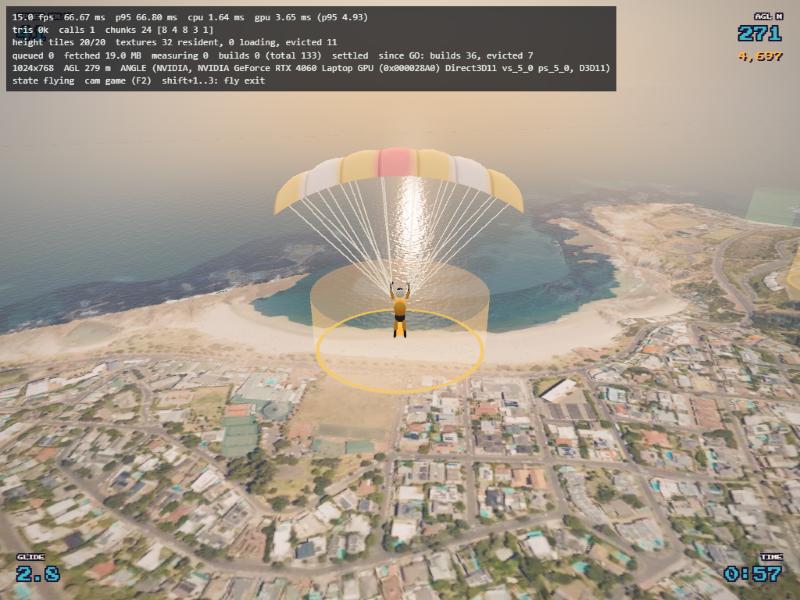 15.0 fps 66.67 ms p95 66.80 ms cpu 1.64 ms gpu 3.65 ms (p95 4.93)
tris 0k calls 1 chunks 24 [8 4 8 3 1]
height tiles 20/20 textures 32 resident, 0 loading, evicted 11
queued 0 fetched 19.0 MB measuring 0 builds 0 (total 133) settled since GO: builds 36, evicted 7
1024x768 AGL 279 m ANGLE (NVIDIA, NVIDIA GeForce RTX 4060 Laptop GPU (0x000028A0) Direct3D11 vs_5_0 ps_5_0, D3D11)
state flying cam game (F2) shift+1..3: fly exit
AGL M
271
4,697
GLIDE
2.8
TIME
0:57